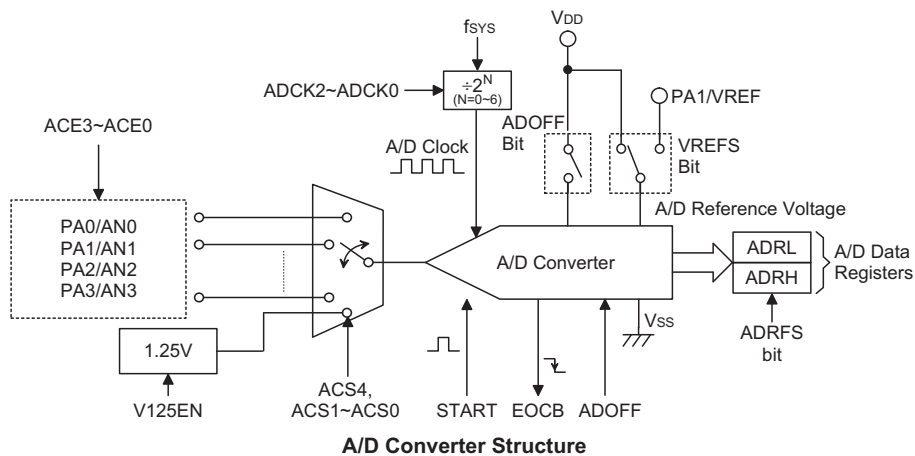 fSYS
VDD
ADCK2~ADCK0
÷2N
(N=0~6)
PA1/VREF
ACE3~ACE0
ADOFF
Bit
VREFS
Bit
A/D Clock
A/D Reference Voltage
PA0/AN0
PA1/AN1
PA2/AN2
PA3/AN3
A/D Converter
ADRL
ADRH
A/D Data
Registers
VSS
1.25V
ADRFS
bit
V125EN
ACS4,
ACS1~ACS0
START
EOCB
ADOFF
A/D Converter Structure